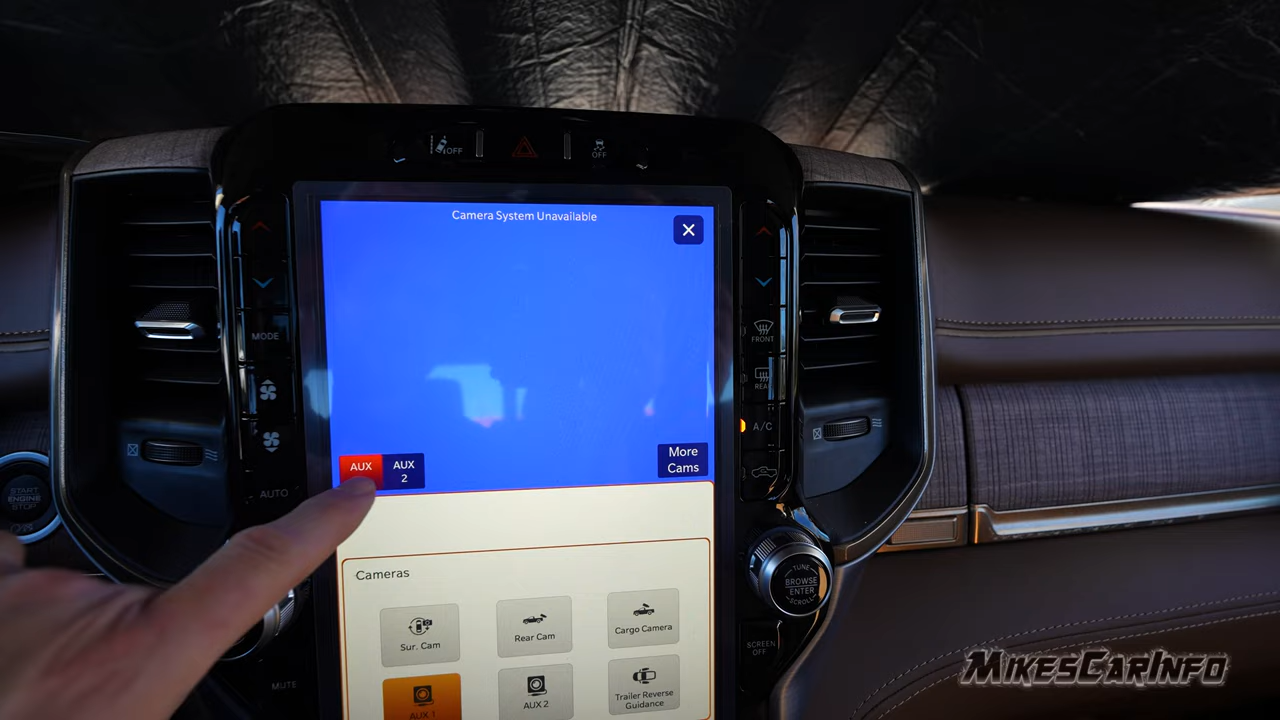 OFF
OFF
Camera System Unavailable
MODE
FRONT
REAR
A/C
AUX
AUX
2
More
Cams
START
ENGINE
STOP
AUTO
Cameras
Sur. Cam
Rear Cam
Cargo Camera
TUNE
BROWSE
ENTER
SCROLL
SCREEN
OFF
MUTE
AUX 1
AUX 2
Trailer Reverse
Guidance
MIKESCARINFO